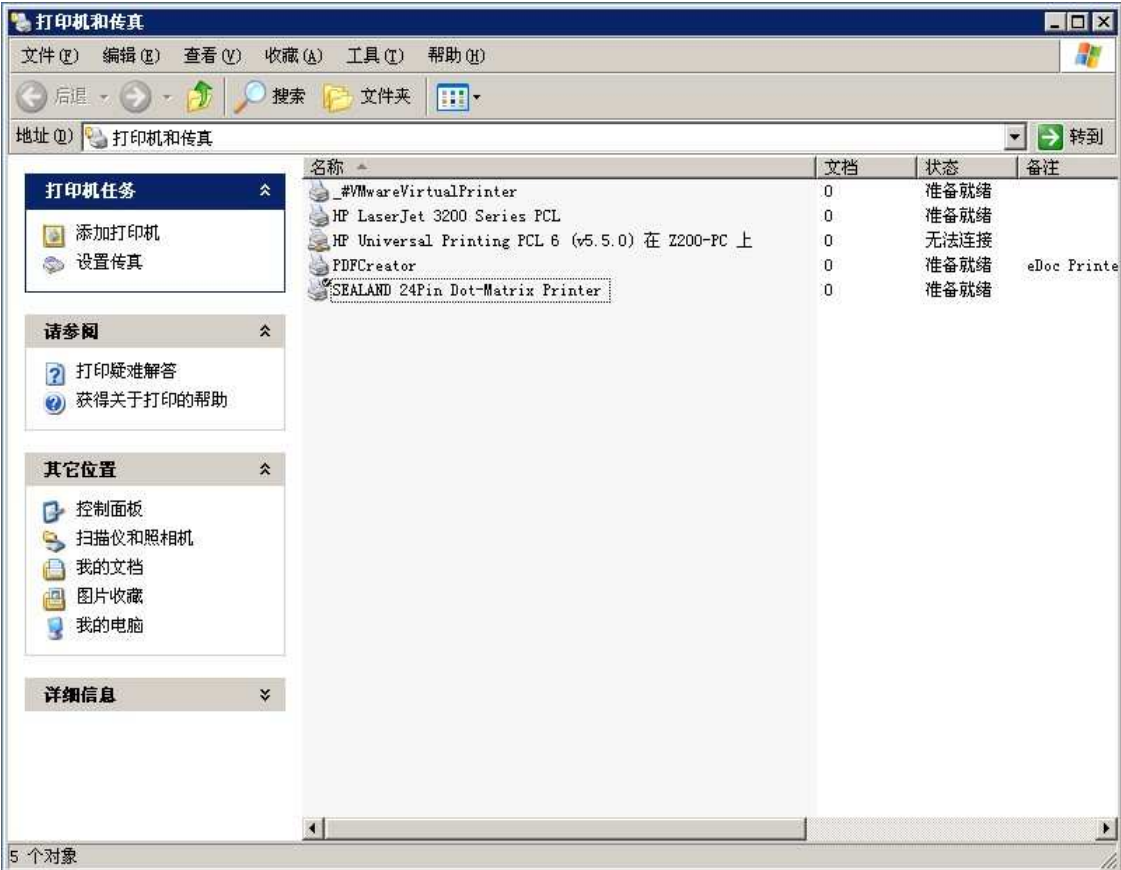 打印机和传真
文件(F) 编辑(E) 查看(V) 收藏(A) 工具(T) 帮助(H)
后退 搜索 文件夹
地址(D) 打印机和传真 转到
打印机任务
添加打印机
设置传真
请参阅
打印疑难解答
获得关于打印的帮助
其它位置
控制面板
扫描仪和照相机
我的文档
图片收藏
我的电脑
详细信息
名称 文档 状态 备注
_#VMwareVirtualPrinter 0 准备就绪
HP LaserJet 3200 Series PCL 0 准备就绪
HP Universal Printing PCL 6 (v5.5.0) 在 Z200-PC 上 0 无法连接
PDFCreator 0 准备就绪 eDoc Printe
SEALAND 24Pin Dot-Matrix Printer 0 准备就绪
5 个对象